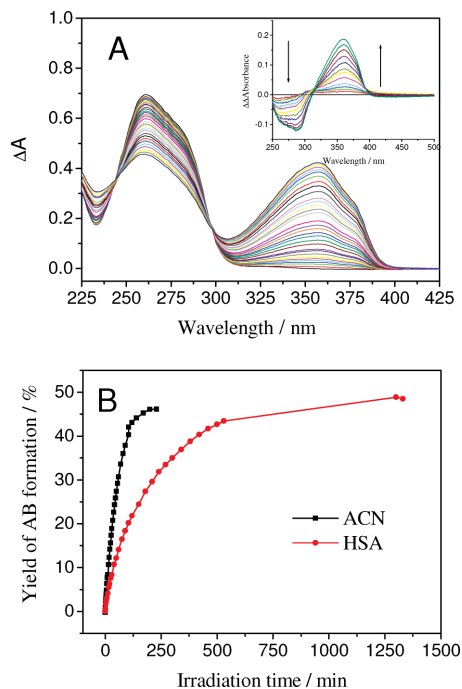 A
ΔA
1.0
0.8
0.6
0.4
0.2
0.0
225 250 275 300 325 350 375 400 425
Wavelength / nm
ΔΔAbsorbance
0.2
0.1
0.0
-0.1
250 300 350 400 450 500
Wavelength / nm
B
Yield of AB formation / %
50
40
30
20
10
0
0 250 500 750 1000 1250 1500
Irradiation time / min
ACN
HSA